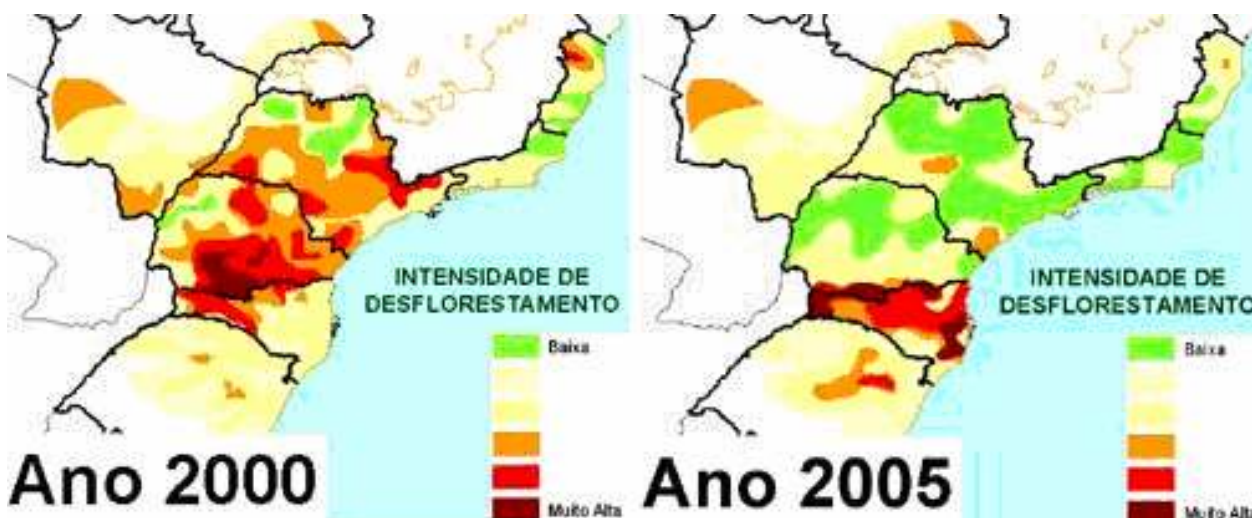 INTENSIDADE DE
DESFLORESTAMENTO
Baixa
Muito Alta
Ano 2000
INTENSIDADE DE
DESFLORESTAMENTO
Baixa
Muito Alta
Ano 2005